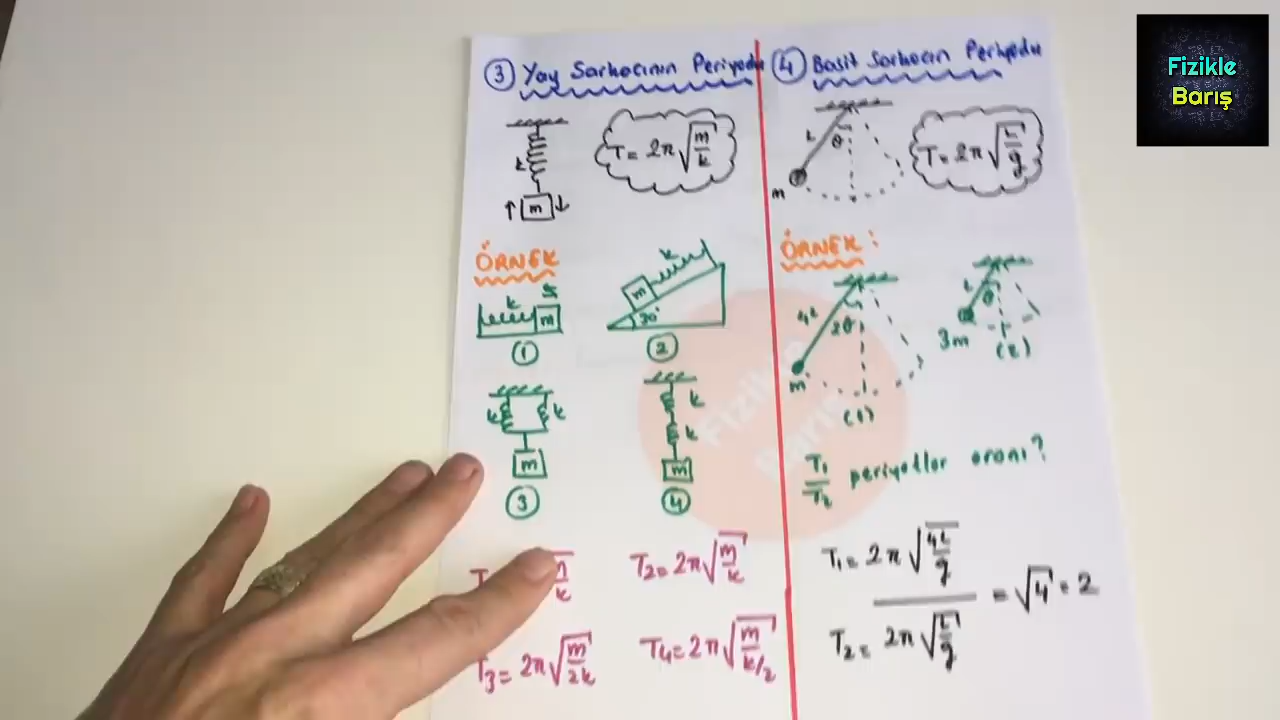 Fizikle
Barış
③ Yay Sarkacının Periyodu
k
m
T = 2π√(m/k)
ÖRNEK
k
m
①
k
m
30°
②
k
k
m
③
k
k
m
④
m/k
T2 = 2π√(m/k)
T3 = 2π√(m/2k)
T4 = 2π√(m/(k/2))
④ Basit Sarkacın Periyodu
L
θ
m
T = 2π√(L/g)
ÖRNEK:
4L
2θ
m
(1)
L
θ
3m
(2)
T1/T2 periyotlar oranı?
T1 = 2π√(4L/g)
= √4 = 2
T2 = 2π√(L/g)
Fizikle
Barış